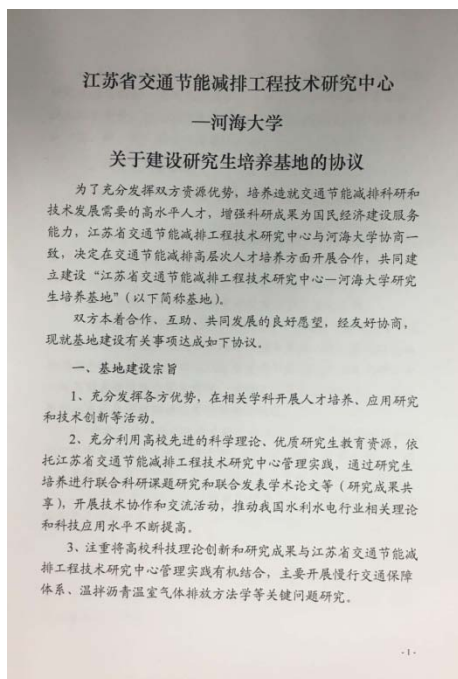 江苏省交通节能减排工程技术研究中心
—河海大学
关于建设研究生培养基地的协议
为了充分发挥双方资源优势，培养造就交通节能减排科研和
技术发展需要的高水平人才，增强科研成果为国民经济建设服务
能力，江苏省交通节能减排工程技术研究中心与河海大学协商一
致，决定在交通节能减排高层次人才培养方面开展合作，共同建
立建设“江苏省交通节能减排工程技术研究中心—河海大学研究
生培养基地”（以下简称基地）。
双方本着合作、互助、共同发展的良好愿望，经友好协商，
现就基地建设有关事项达成如下协议。
一、基地建设宗旨
1、充分发挥各方优势，在相关学科开展人才培养、应用研究
和技术创新等活动。
2、充分利用高校先进的科学理论、优质研究生教育资源，依
托江苏省交通节能减排工程技术研究中心管理实践，通过研究生
培养进行联合科研课题研究和联合发表学术论文等（研究成果共
享），开展技术协作和交流活动，推动我国水利水电行业相关理论
和科技应用水平不断提高。
3、注重将高校科技理论创新和研究成果与江苏省交通节能减
排工程技术研究中心管理实践有机结合，主要开展慢行交通保障
体系、温拌沥青温室气体排放方法学等关键问题研究。
- 1 -